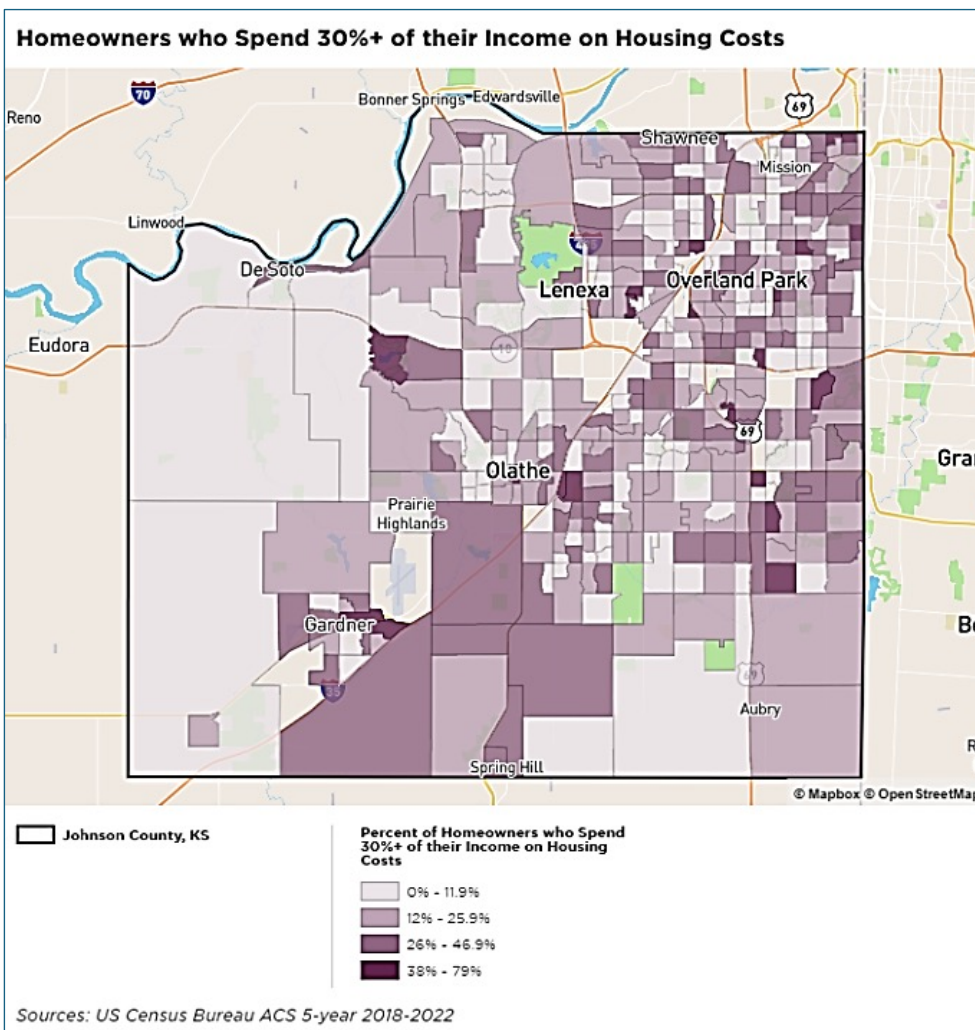 Homeowners who Spend 30%+ of their Income on Housing Costs
70
69
Reno
Bonner Springs
Edwardsville
Shawnee
Mission
Linwood
De Soto
Lenexa
Overland Park
Eudora
10
69
Olathe
Gra
Prairie
Highlands
Gardner
B
35
69
Aubry
R
Spring Hill
© Mapbox © OpenStreetMap
Johnson County, KS
Percent of Homeowners who Spend
30%+ of their Income on Housing
Costs
0% - 11.9%
12% - 25.9%
26% - 46.9%
38% - 79%
Sources: US Census Bureau ACS 5-year 2018-2022